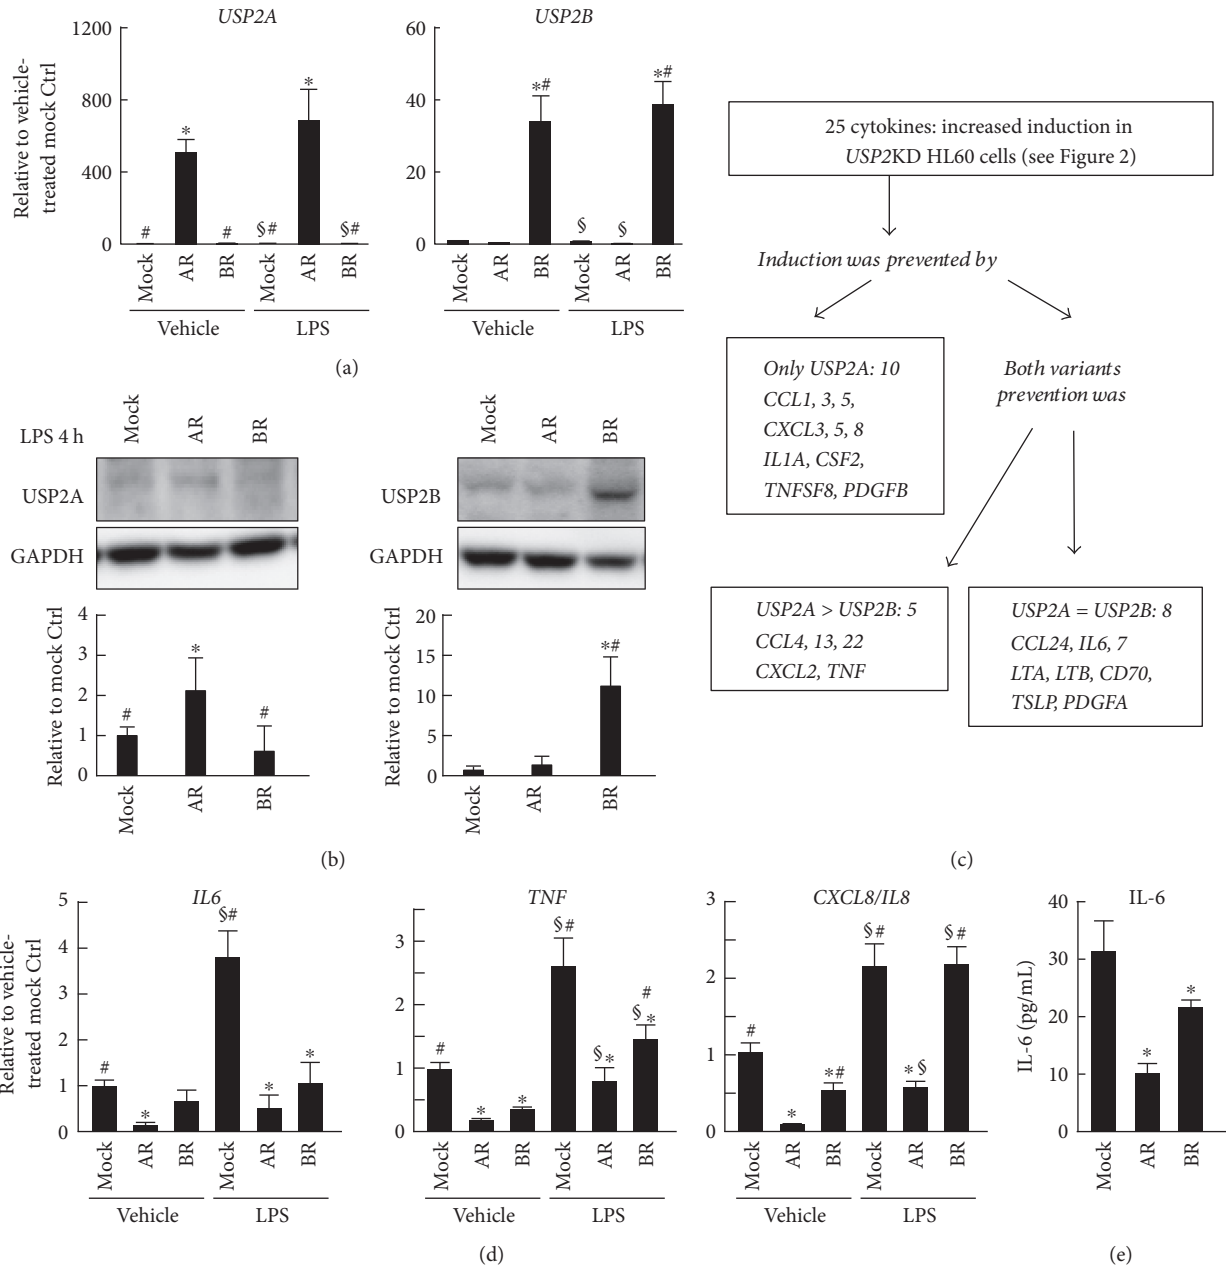 USP2A
Relative to vehicle-
treated mock Ctrl
1200
800
400
0
* *
# # §# §#
Mock AR BR Mock AR BR
Vehicle LPS
USP2B
60
40
20
0
*# *#
§ §
Mock AR BR Mock AR BR
Vehicle LPS
(a)
25 cytokines: increased induction in
USP2KD HL60 cells (see Figure 2)
Induction was prevented by
Only USP2A: 10
CCL1, 3, 5,
CXCL3, 5, 8
IL1A, CSF2,
TNFSF8, PDGFB
Both variants
prevention was
USP2A > USP2B: 5
CCL4, 13, 22
CXCL2, TNF
USP2A = USP2B: 8
CCL24, IL6, 7
LTA, LTB, CD70,
TSLP, PDGFA
(c)
LPS 4 h
Mock AR BR
USP2A
GAPDH
Relative to mock Ctrl
4
3
2
1
0
# * #
Mock AR BR
Mock AR BR
USP2B
GAPDH
Relative to mock Ctrl
20
15
10
5
0
*#
Mock AR BR
(b)
IL6
Relative to vehicle-
treated mock Ctrl
5
4
3
2
1
0
# * §# * *
Mock AR BR Mock AR BR
Vehicle LPS
TNF
3
2
1
0
# * * §# §* #
§*
Mock AR BR Mock AR BR
Vehicle LPS
CXCL8/IL8
3
2
1
0
# * *# §# *§ §#
Mock AR BR Mock AR BR
Vehicle LPS
(d)
IL-6
IL-6 (pg/mL)
40
30
20
10
0
* *
Mock AR BR
(e)